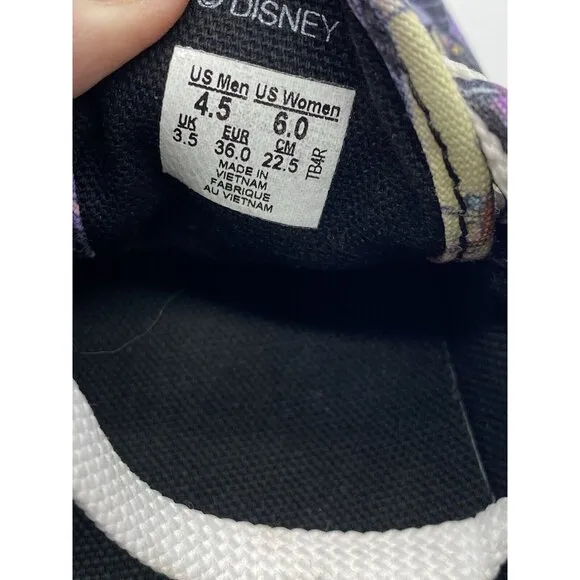 © DISNEY
US Men US Women
4.5 6.0
UK EUR CM
3.5 36.0 22.5
TB4R
MADE IN
VIETNAM
FABRIQUE
AU VIETNAM